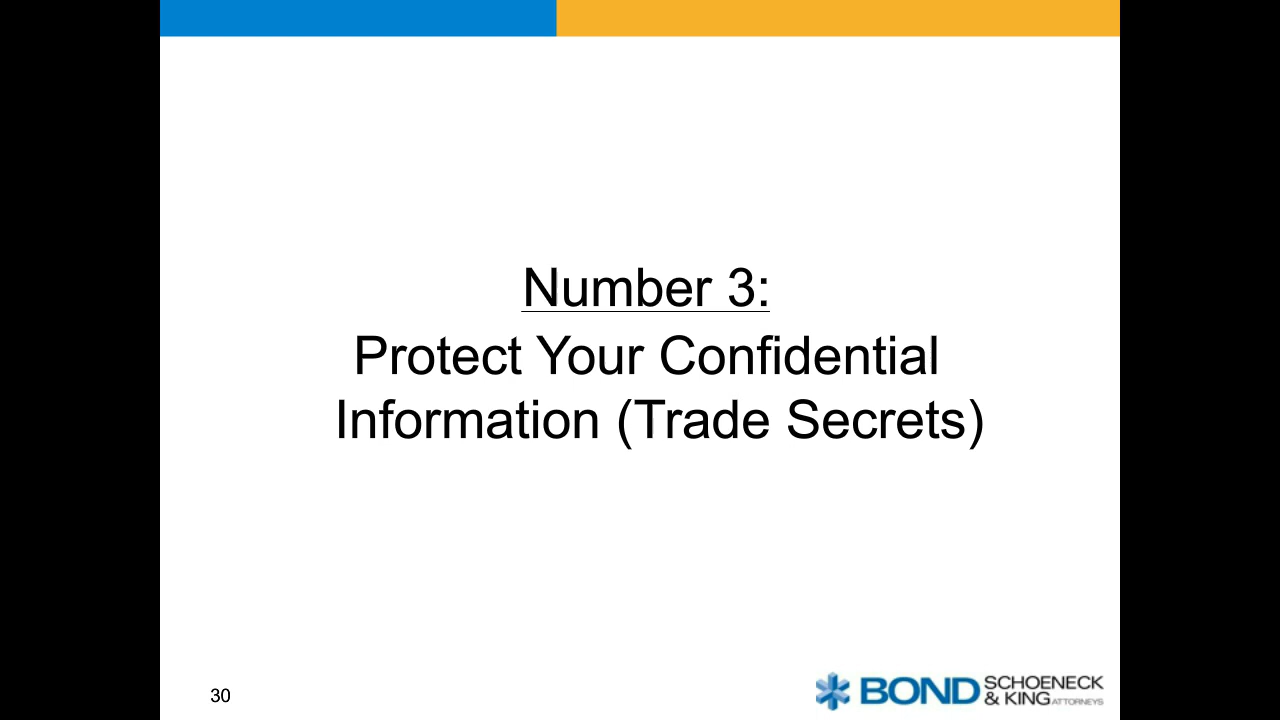 Number 3:
Protect Your Confidential
Information (Trade Secrets)
30
BOND SCHOENECK
& KING ATTORNEYS